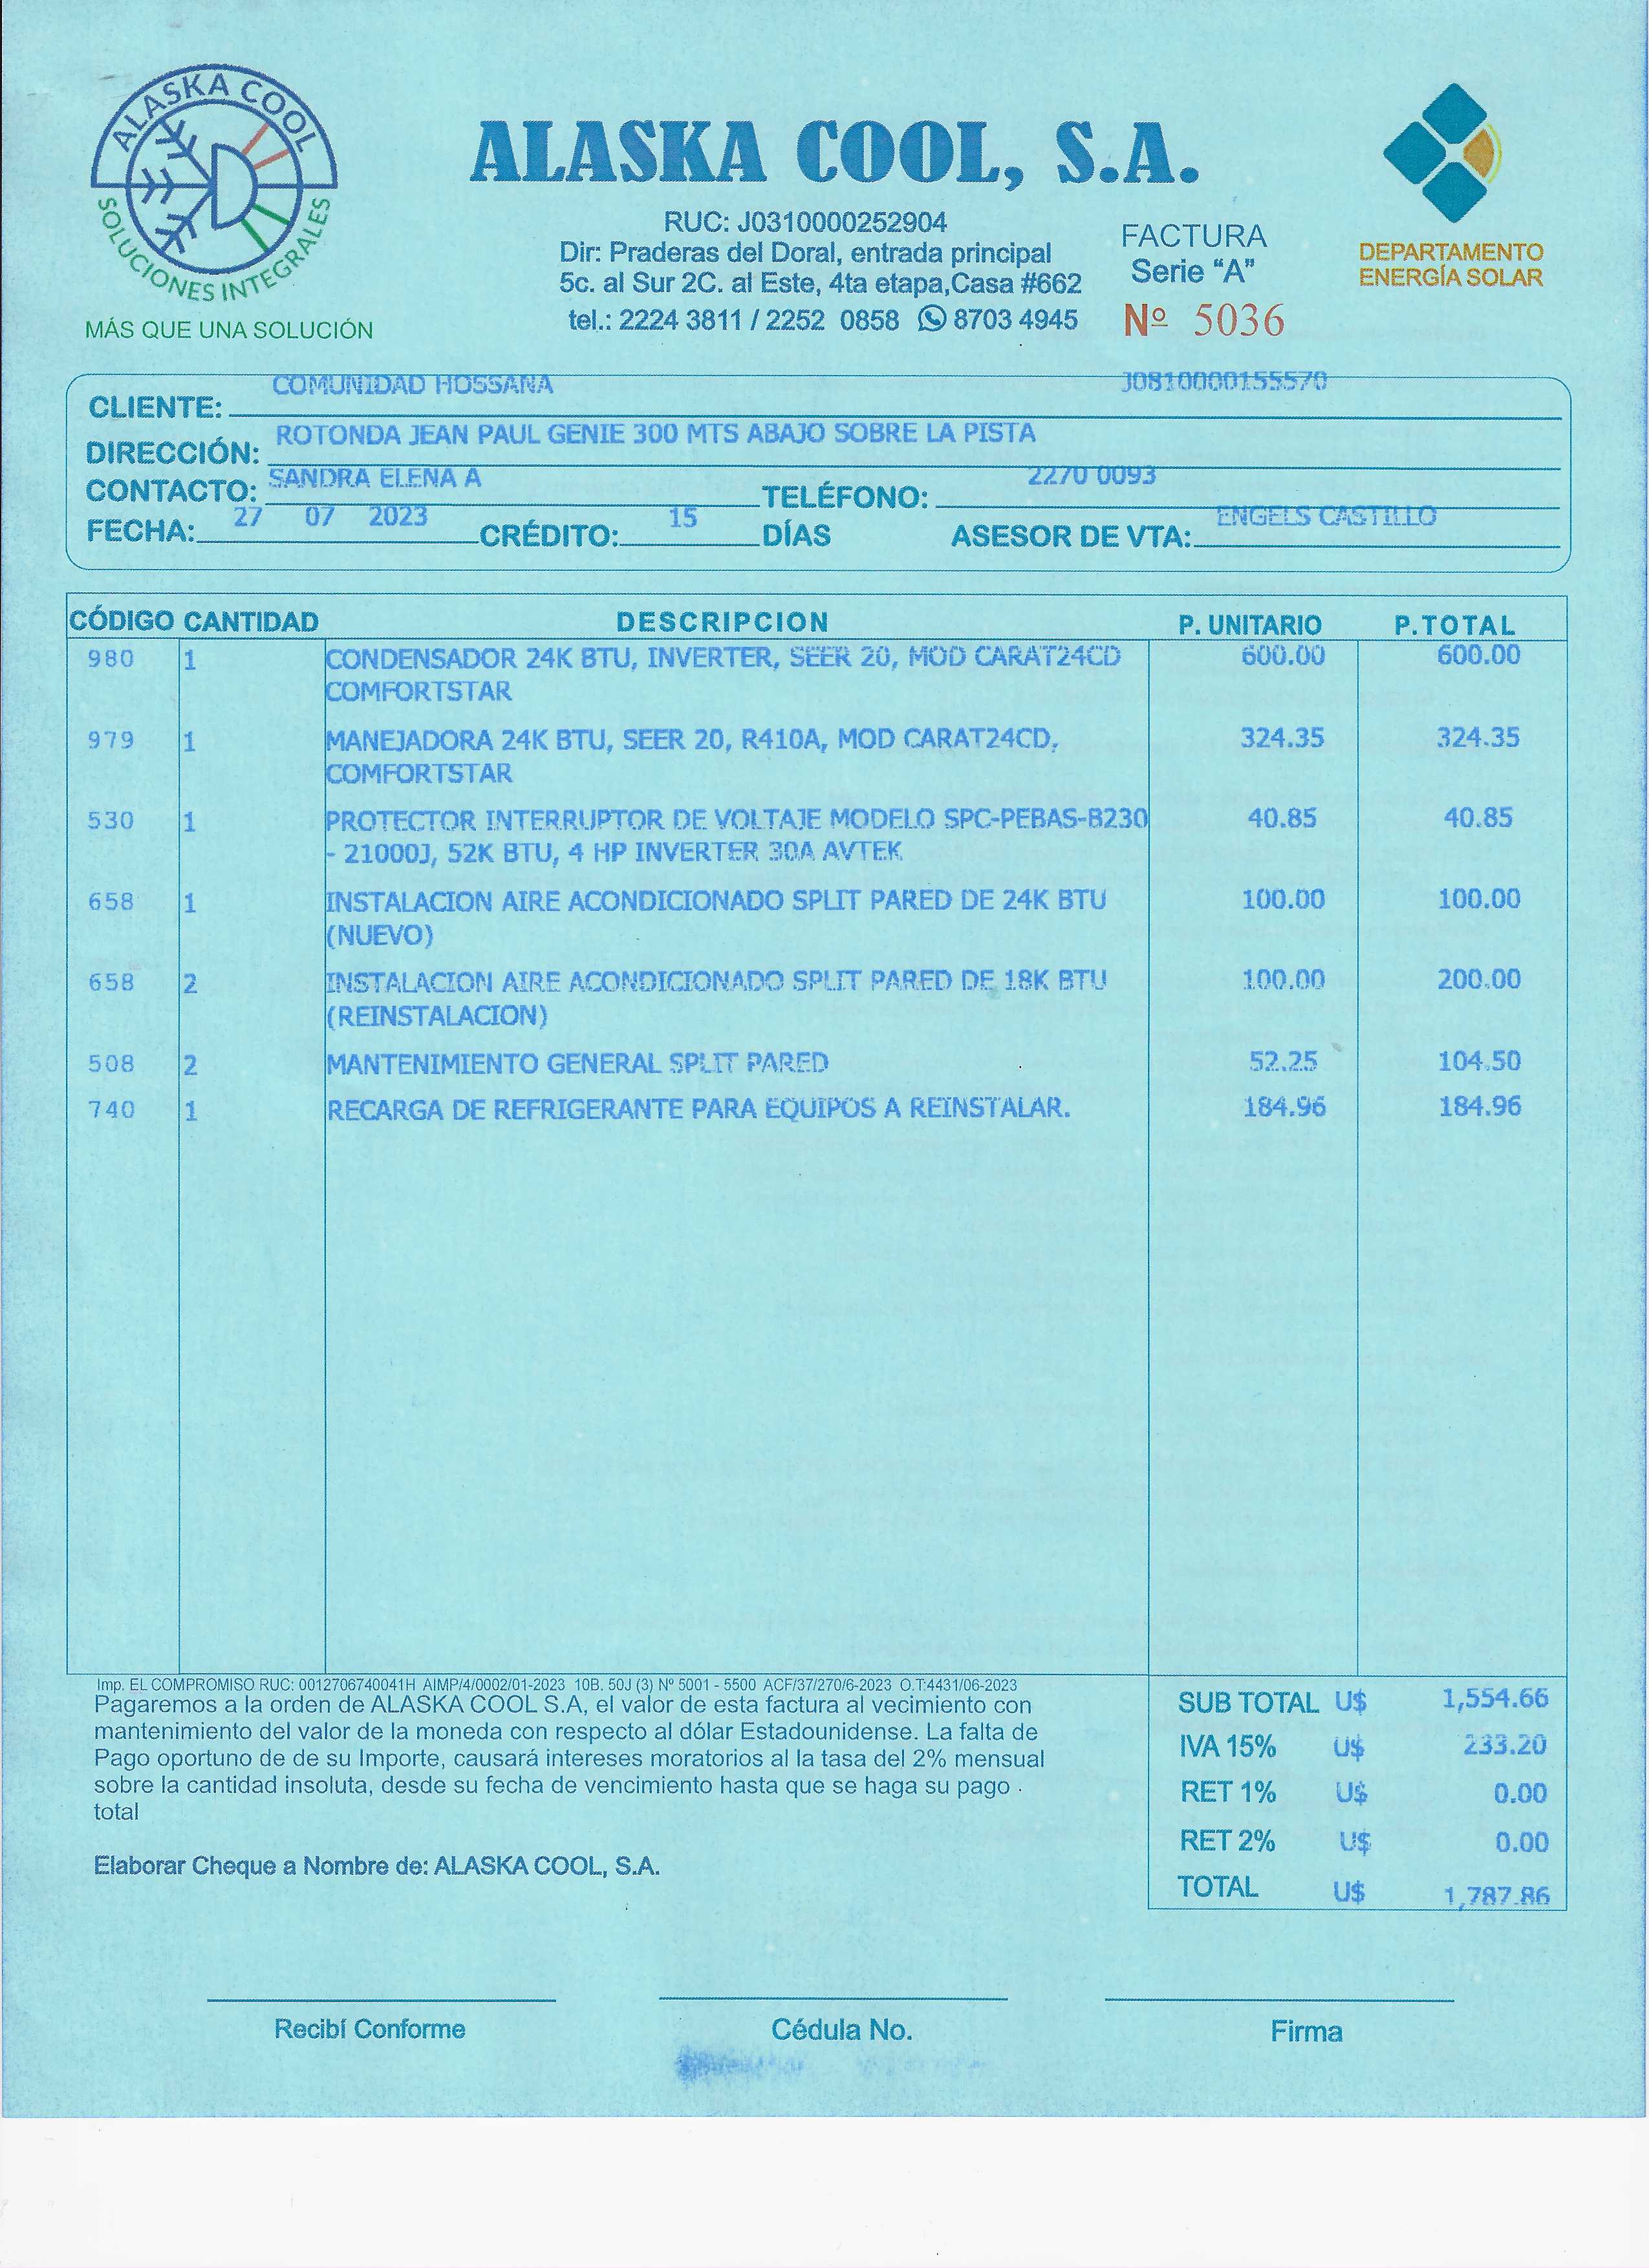 ALASKA COOL
SOLUCIONES INTEGRALES
MÁS QUE UNA SOLUCIÓN
ALASKA COOL, S.A.
RUC: J0310000252904
Dir: Praderas del Doral, entrada principal
5c. al Sur 2C. al Este, 4ta etapa,Casa #662
tel.: 2224 3811 / 2252 0858 8703 4945
FACTURA
Serie “A”
Nº 5036
DEPARTAMENTO
ENERGÍA SOLAR
CLIENTE: COMUNIDAD HOSSANA J0810000155570
DIRECCIÓN: ROTONDA JEAN PAUL GENIE 300 MTS ABAJO SOBRE LA PISTA
CONTACTO: SANDRA ELENA A TELÉFONO: 2270 0093
FECHA: 27 07 2023 CRÉDITO: 15 DÍAS ASESOR DE VTA: ENGELS CASTILLO
CÓDIGO CANTIDAD DESCRIPCION P. UNITARIO P.TOTAL
980 1 CONDENSADOR 24K BTU, INVERTER, SEER 20, MOD CARAT24CD 600.00 600.00
COMFORTSTAR
979 1 MANEJADORA 24K BTU, SEER 20, R410A, MOD CARAT24CD, 324.35 324.35
COMFORTSTAR
530 1 PROTECTOR INTERRUPTOR DE VOLTAJE MODELO SPC-PEBAS-B230 40.85 40.85
- 21000J, 52K BTU, 4 HP INVERTER 30A AVTEK
658 1 INSTALACION AIRE ACONDICIONADO SPLIT PARED DE 24K BTU 100.00 100.00
(NUEVO)
658 2 INSTALACION AIRE ACONDICIONADO SPLIT PARED DE 18K BTU 100.00 200.00
(REINSTALACION)
508 2 MANTENIMIENTO GENERAL SPLIT PARED 52.25 104.50
740 1 RECARGA DE REFRIGERANTE PARA EQUIPOS A REINSTALAR. 184.96 184.96
Imp. EL COMPROMISO RUC: 0012706740041H AIMP/4/0002/01-2023 10B. 50J (3) Nº 5001 - 5500 ACF/37/270/6-2023 O.T:4431/06-2023
Pagaremos a la orden de ALASKA COOL S.A, el valor de esta factura al vecimiento con
mantenimiento del valor de la moneda con respecto al dólar Estadounidense. La falta de
Pago oportuno de de su Importe, causará intereses moratorios al la tasa del 2% mensual
sobre la cantidad insoluta, desde su fecha de vencimiento hasta que se haga su pago
total
Elaborar Cheque a Nombre de: ALASKA COOL, S.A.
SUB TOTAL U$ 1,554.66
IVA 15% U$ 233.20
RET 1% U$ 0.00
RET 2% U$ 0.00
TOTAL U$ 1,787.86
Recibí Conforme Cédula No. Firma